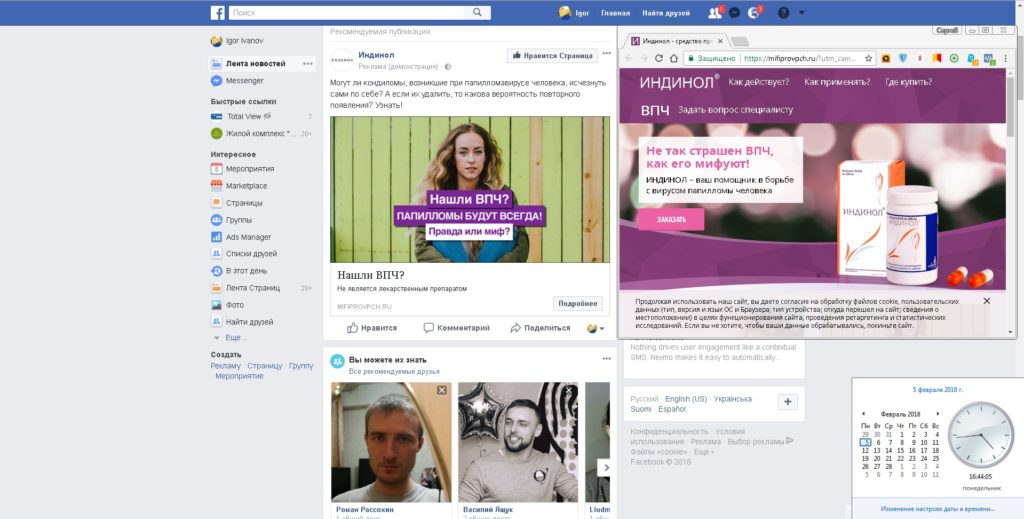 Поиск
Igor
Главная
Найти друзей
Igor Ivanov
Лента новостей
Messenger
Быстрые ссылки
Total View
7
Жилой комплекс "...
20+
Интересное
Мероприятия
Marketplace
Страницы
Группы
Ads Manager
Списки друзей
В этот день
Лента Страниц
20+
Фото
Найти друзей
Еще...
Создать
Рекламу · Страницу · Группу
· Мероприятие
Рекомендуемая публикация
Индинол
Реклама (демонстрация) ·
Нравится Страница
Могут ли кондиломы, возникшие при папилломавирусе человека, исчезнуть
сами по себе? А если их удалить, то какова вероятность повторного
появления? Узнать!
Нашли ВПЧ?
ПАПИЛЛОМЫ БУДУТ ВСЕГДА!
Правда или миф?
Нашли ВПЧ?
Не является лекарственным препаратом
MIFIPROVPCH.RU
Подробнее
Нравится
Комментарий
Поделиться
Вы можете их знать
Все рекомендуемые друзья
Роман Рассохин
1 общий друг
Василий Ящук
2 общих друга
Liudm
Сергей
Индинол - средство пр
Защищено
https://mifiprovpch.ru/?utm_cam...
ИНДИНОЛ®
Как действует?
Как применять?
Где купить?
ВПЧ
Задать вопрос специалисту
Не так страшен ВПЧ,
как его мифуют!
ИНДИНОЛ – ваш помощник в борьбе
с вирусом папилломы человека
ЗАКАЗАТЬ
ИНДИНОЛ
ИНДИНОЛ
Продолжая использовать наш сайт, вы даете согласие на обработку файлов cookie, пользовательских
данных (тип, версия и язык ОС и Браузера; тип устройства; откуда перешел на сайт; сведения о
местоположении) в целях функционирования сайта, проведения ретаргетинга и статистических
исследований. Если вы не хотите, чтобы ваши данные обрабатывались, покиньте сайт.
Nothing drives user engagement like a contextual
SMS: Nexmo makes it easy to automatically...
Русский · English (US) · Українська ·
Suomi · Español
Конфиденциальность · Условия
использования · Реклама · Выбор рекламы
Файлы «cookie» · Еще
Facebook © 2018
5 февраля 2018 г.
Февраль 2018
Пн Вт Ср Чт Пт Сб Вс
29 30 31 1 2 3 4
5 6 7 8 9 10 11
12 13 14 15 16 17 18
19 20 21 22 23 24 25
26 27 28 1 2 3 4
5 6 7 8 9 10 11
16:44:05
понедельник
Изменение настроек даты и времени...